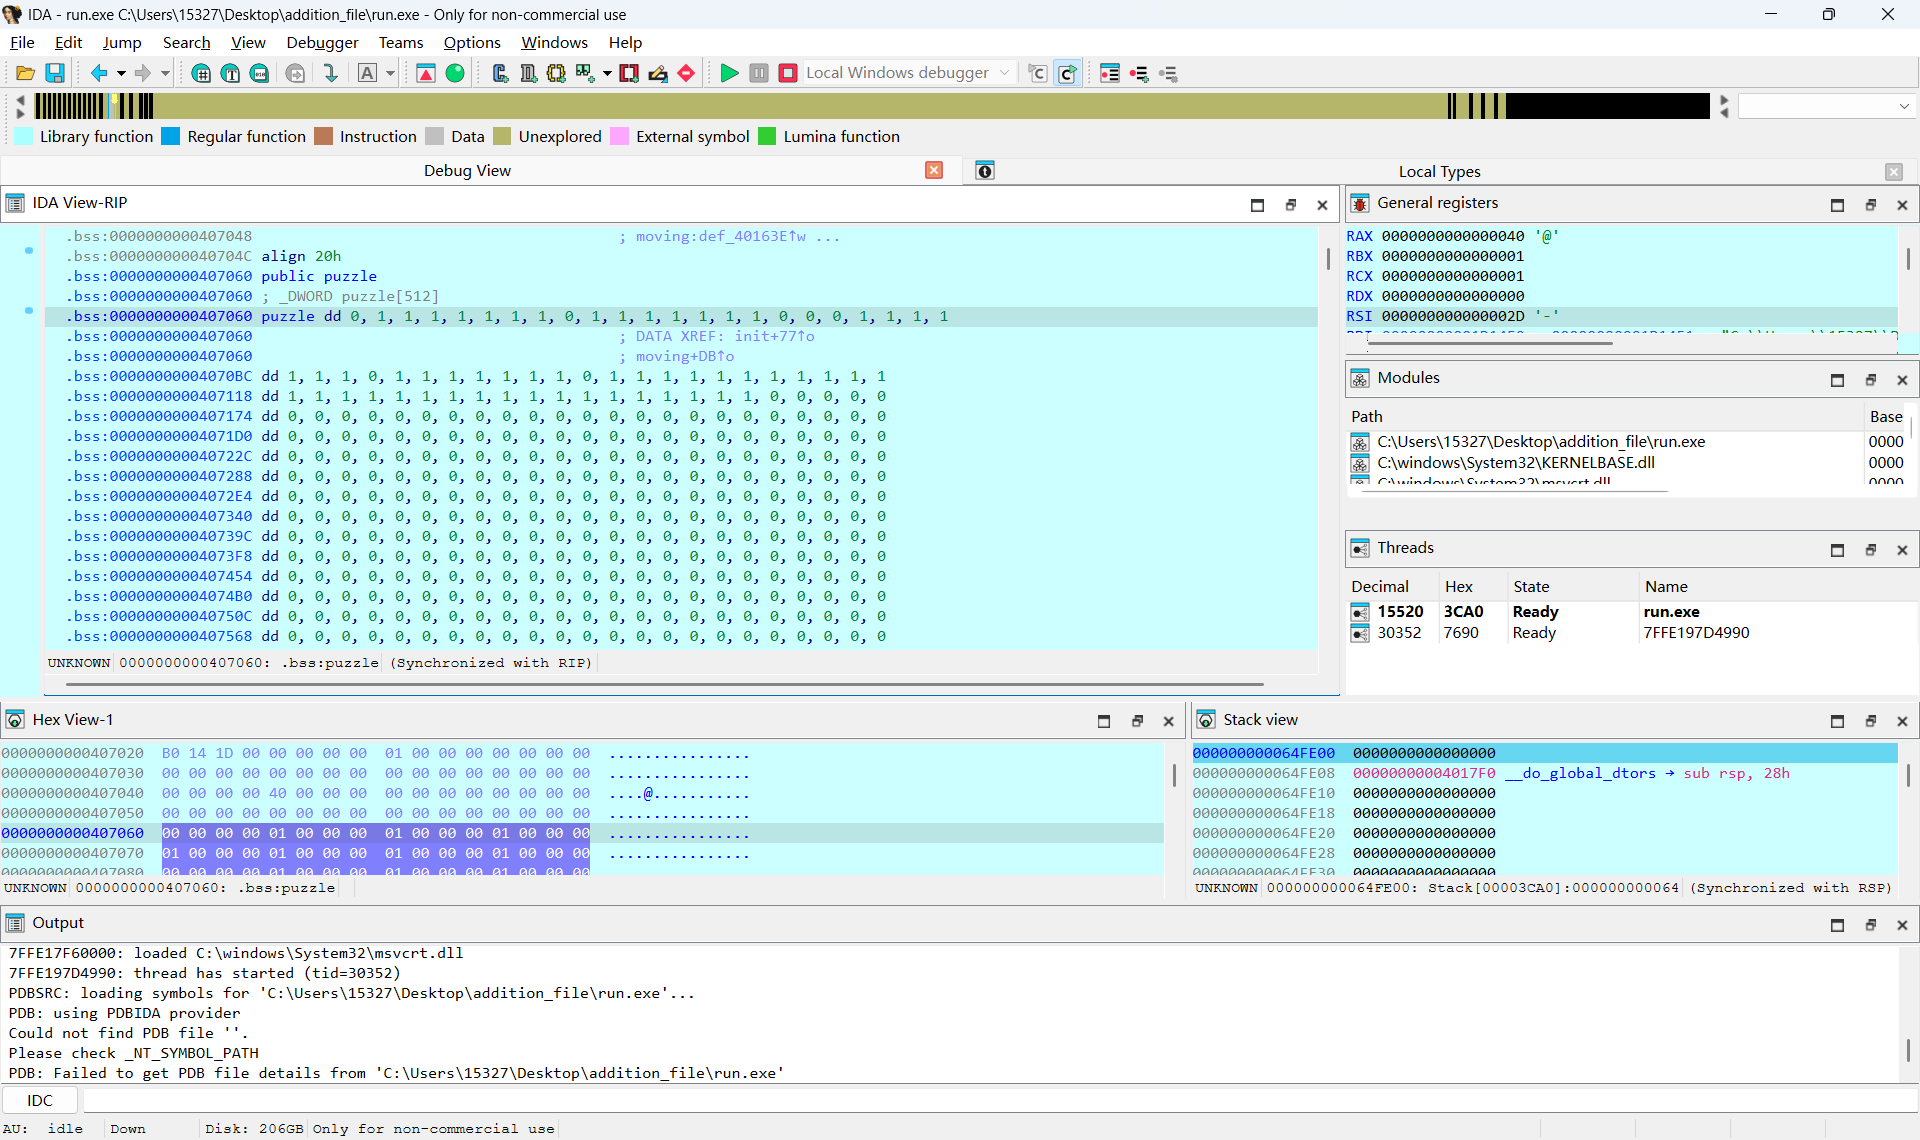 IDA - run.exe C:\Users\15327\Desktop\addition_file\run.exe - Only for non-commercial use
File Edit Jump Search View Debugger Teams Options Windows Help
Local Windows debugger
Library function Regular function Instruction Data Unexplored External symbol Lumina function
Debug View
Local Types
IDA View-RIP
.bss:0000000000407048 ; moving:def_40163E↑w ...
.bss:000000000040704C align 20h
.bss:0000000000407060 public puzzle
.bss:0000000000407060 ; _DWORD puzzle[512]
.bss:0000000000407060 puzzle dd 0, 1, 1, 1, 1, 1, 1, 1, 0, 1, 1, 1, 1, 1, 1, 1, 0, 0, 0, 1, 1, 1, 1
.bss:0000000000407060 ; DATA XREF: init+77↑o
.bss:0000000000407060 ; moving+DB↑o
.bss:00000000004070BC dd 1, 1, 1, 0, 1, 1, 1, 1, 1, 1, 1, 0, 1, 1, 1, 1, 1, 1, 1, 1, 1, 1, 1
.bss:0000000000407118 dd 1, 1, 1, 1, 1, 1, 1, 1, 1, 1, 1, 1, 1, 1, 1, 1, 1, 1, 0, 0, 0, 0, 0
.bss:0000000000407174 dd 0, 0, 0, 0, 0, 0, 0, 0, 0, 0, 0, 0, 0, 0, 0, 0, 0, 0, 0, 0, 0, 0, 0
.bss:00000000004071D0 dd 0, 0, 0, 0, 0, 0, 0, 0, 0, 0, 0, 0, 0, 0, 0, 0, 0, 0, 0, 0, 0, 0, 0
.bss:000000000040722C dd 0, 0, 0, 0, 0, 0, 0, 0, 0, 0, 0, 0, 0, 0, 0, 0, 0, 0, 0, 0, 0, 0, 0
.bss:0000000000407288 dd 0, 0, 0, 0, 0, 0, 0, 0, 0, 0, 0, 0, 0, 0, 0, 0, 0, 0, 0, 0, 0, 0, 0
.bss:00000000004072E4 dd 0, 0, 0, 0, 0, 0, 0, 0, 0, 0, 0, 0, 0, 0, 0, 0, 0, 0, 0, 0, 0, 0, 0
.bss:0000000000407340 dd 0, 0, 0, 0, 0, 0, 0, 0, 0, 0, 0, 0, 0, 0, 0, 0, 0, 0, 0, 0, 0, 0, 0
.bss:000000000040739C dd 0, 0, 0, 0, 0, 0, 0, 0, 0, 0, 0, 0, 0, 0, 0, 0, 0, 0, 0, 0, 0, 0, 0
.bss:00000000004073F8 dd 0, 0, 0, 0, 0, 0, 0, 0, 0, 0, 0, 0, 0, 0, 0, 0, 0, 0, 0, 0, 0, 0, 0
.bss:0000000000407454 dd 0, 0, 0, 0, 0, 0, 0, 0, 0, 0, 0, 0, 0, 0, 0, 0, 0, 0, 0, 0, 0, 0, 0
.bss:00000000004074B0 dd 0, 0, 0, 0, 0, 0, 0, 0, 0, 0, 0, 0, 0, 0, 0, 0, 0, 0, 0, 0, 0, 0, 0
.bss:000000000040750C dd 0, 0, 0, 0, 0, 0, 0, 0, 0, 0, 0, 0, 0, 0, 0, 0, 0, 0, 0, 0, 0, 0, 0
.bss:0000000000407568 dd 0, 0, 0, 0, 0, 0, 0, 0, 0, 0, 0, 0, 0, 0, 0, 0, 0, 0, 0, 0, 0, 0, 0
UNKNOWN 0000000000407060: .bss:puzzle (Synchronized with RIP)
General registers
RAX 0000000000000040 '@'
RBX 0000000000000001
RCX 0000000000000001
RDX 0000000000000000
RSI 000000000000002D '-'
Modules
Path Base
C:\Users\15327\Desktop\addition_file\run.exe 0000
C:\windows\System32\KERNELBASE.dll 0000
C:\windows\System32\msvcrt.dll 0000
Threads
Decimal Hex State Name
15520 3CA0 Ready run.exe
30352 7690 Ready 7FFE197D4990
Hex View-1
0000000000407020 B0 14 1D 00 00 00 00 00 01 00 00 00 00 00 00 00 ................
0000000000407030 00 00 00 00 00 00 00 00 00 00 00 00 00 00 00 00 ................
0000000000407040 00 00 00 00 40 00 00 00 00 00 00 00 00 00 00 00 ....@...........
0000000000407050 00 00 00 00 00 00 00 00 00 00 00 00 00 00 00 00 ................
0000000000407060 00 00 00 00 01 00 00 00 01 00 00 00 01 00 00 00 ................
0000000000407070 01 00 00 00 01 00 00 00 01 00 00 00 01 00 00 00 ................
0000000000407080 00 00 00 00 01 00 00 00 01 00 00 00 01 00 00 00
UNKNOWN 0000000000407060: .bss:puzzle
Stack view
000000000064FE00 0000000000000000
000000000064FE08 00000000004017F0 __do_global_dtors → sub rsp, 28h
000000000064FE10 0000000000000000
000000000064FE18 0000000000000000
000000000064FE20 0000000000000000
000000000064FE28 0000000000000000
000000000064FE30 0000000000000000
UNKNOWN 000000000064FE00: Stack[00003CA0]:000000000064 (Synchronized with RSP)
Output
7FFE17F60000: loaded C:\windows\System32\msvcrt.dll
7FFE197D4990: thread has started (tid=30352)
PDBSRC: loading symbols for 'C:\Users\15327\Desktop\addition_file\run.exe'...
PDB: using PDBIDA provider
Could not find PDB file ''.
Please check _NT_SYMBOL_PATH
PDB: Failed to get PDB file details from 'C:\Users\15327\Desktop\addition_file\run.exe'
IDC
AU: idle Down Disk: 206GB Only for non-commercial use